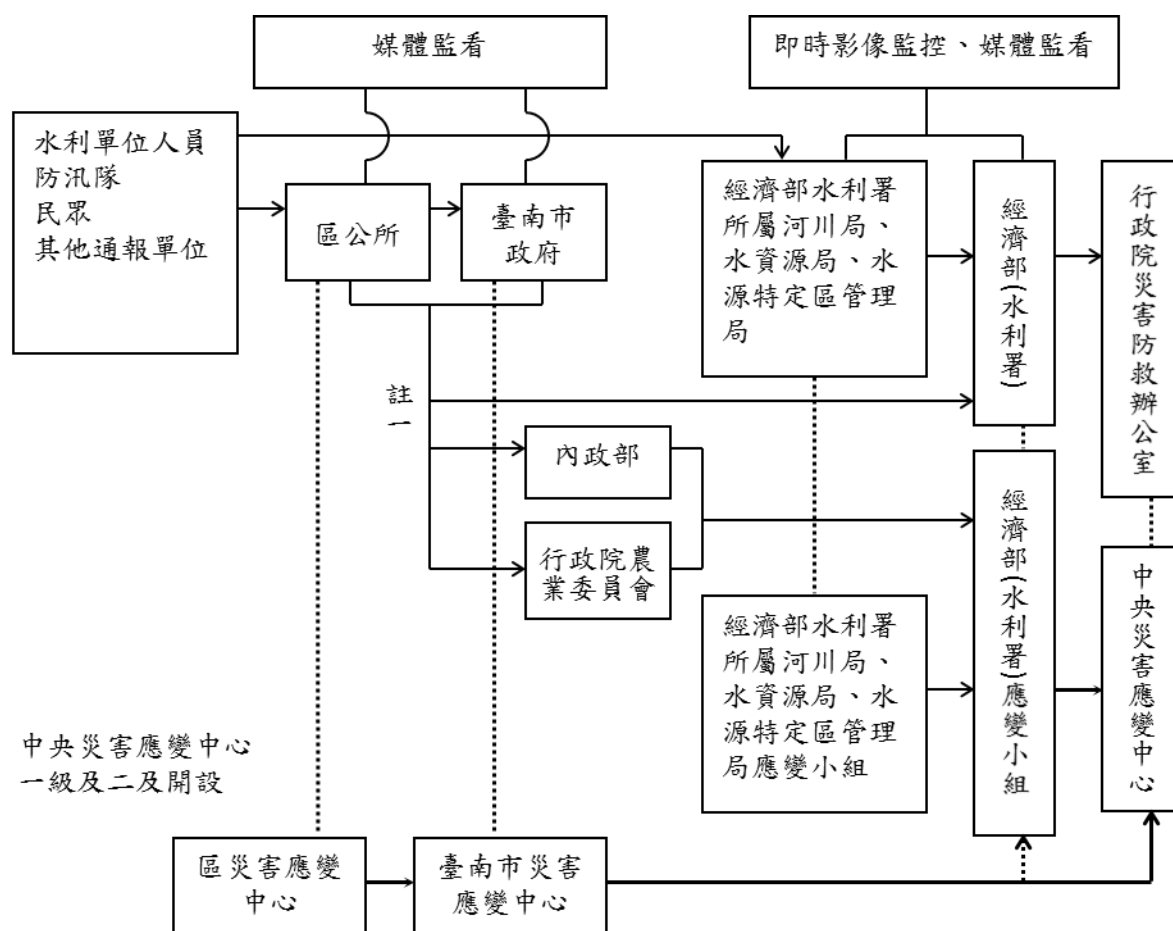 媒體監看
即時影像監控、媒體監看
水利單位人員
防汛隊
民眾
其他通報單位
區公所
臺南市
政府
經濟部水利署
所屬河川局、
水資源局、水
源特定區管理
局
經濟部(水利署)
行政院災害防救辦公室
註一
內政部
行政院農
業委員會
經濟部水利署
所屬河川局、
水資源局、水
源特定區管理
局應變小組
經濟部(水利署)應變小組
中央災害應變中心
中央災害應變中心
一級及二及開設
區災害應變
中心
臺南市災害
應變中心